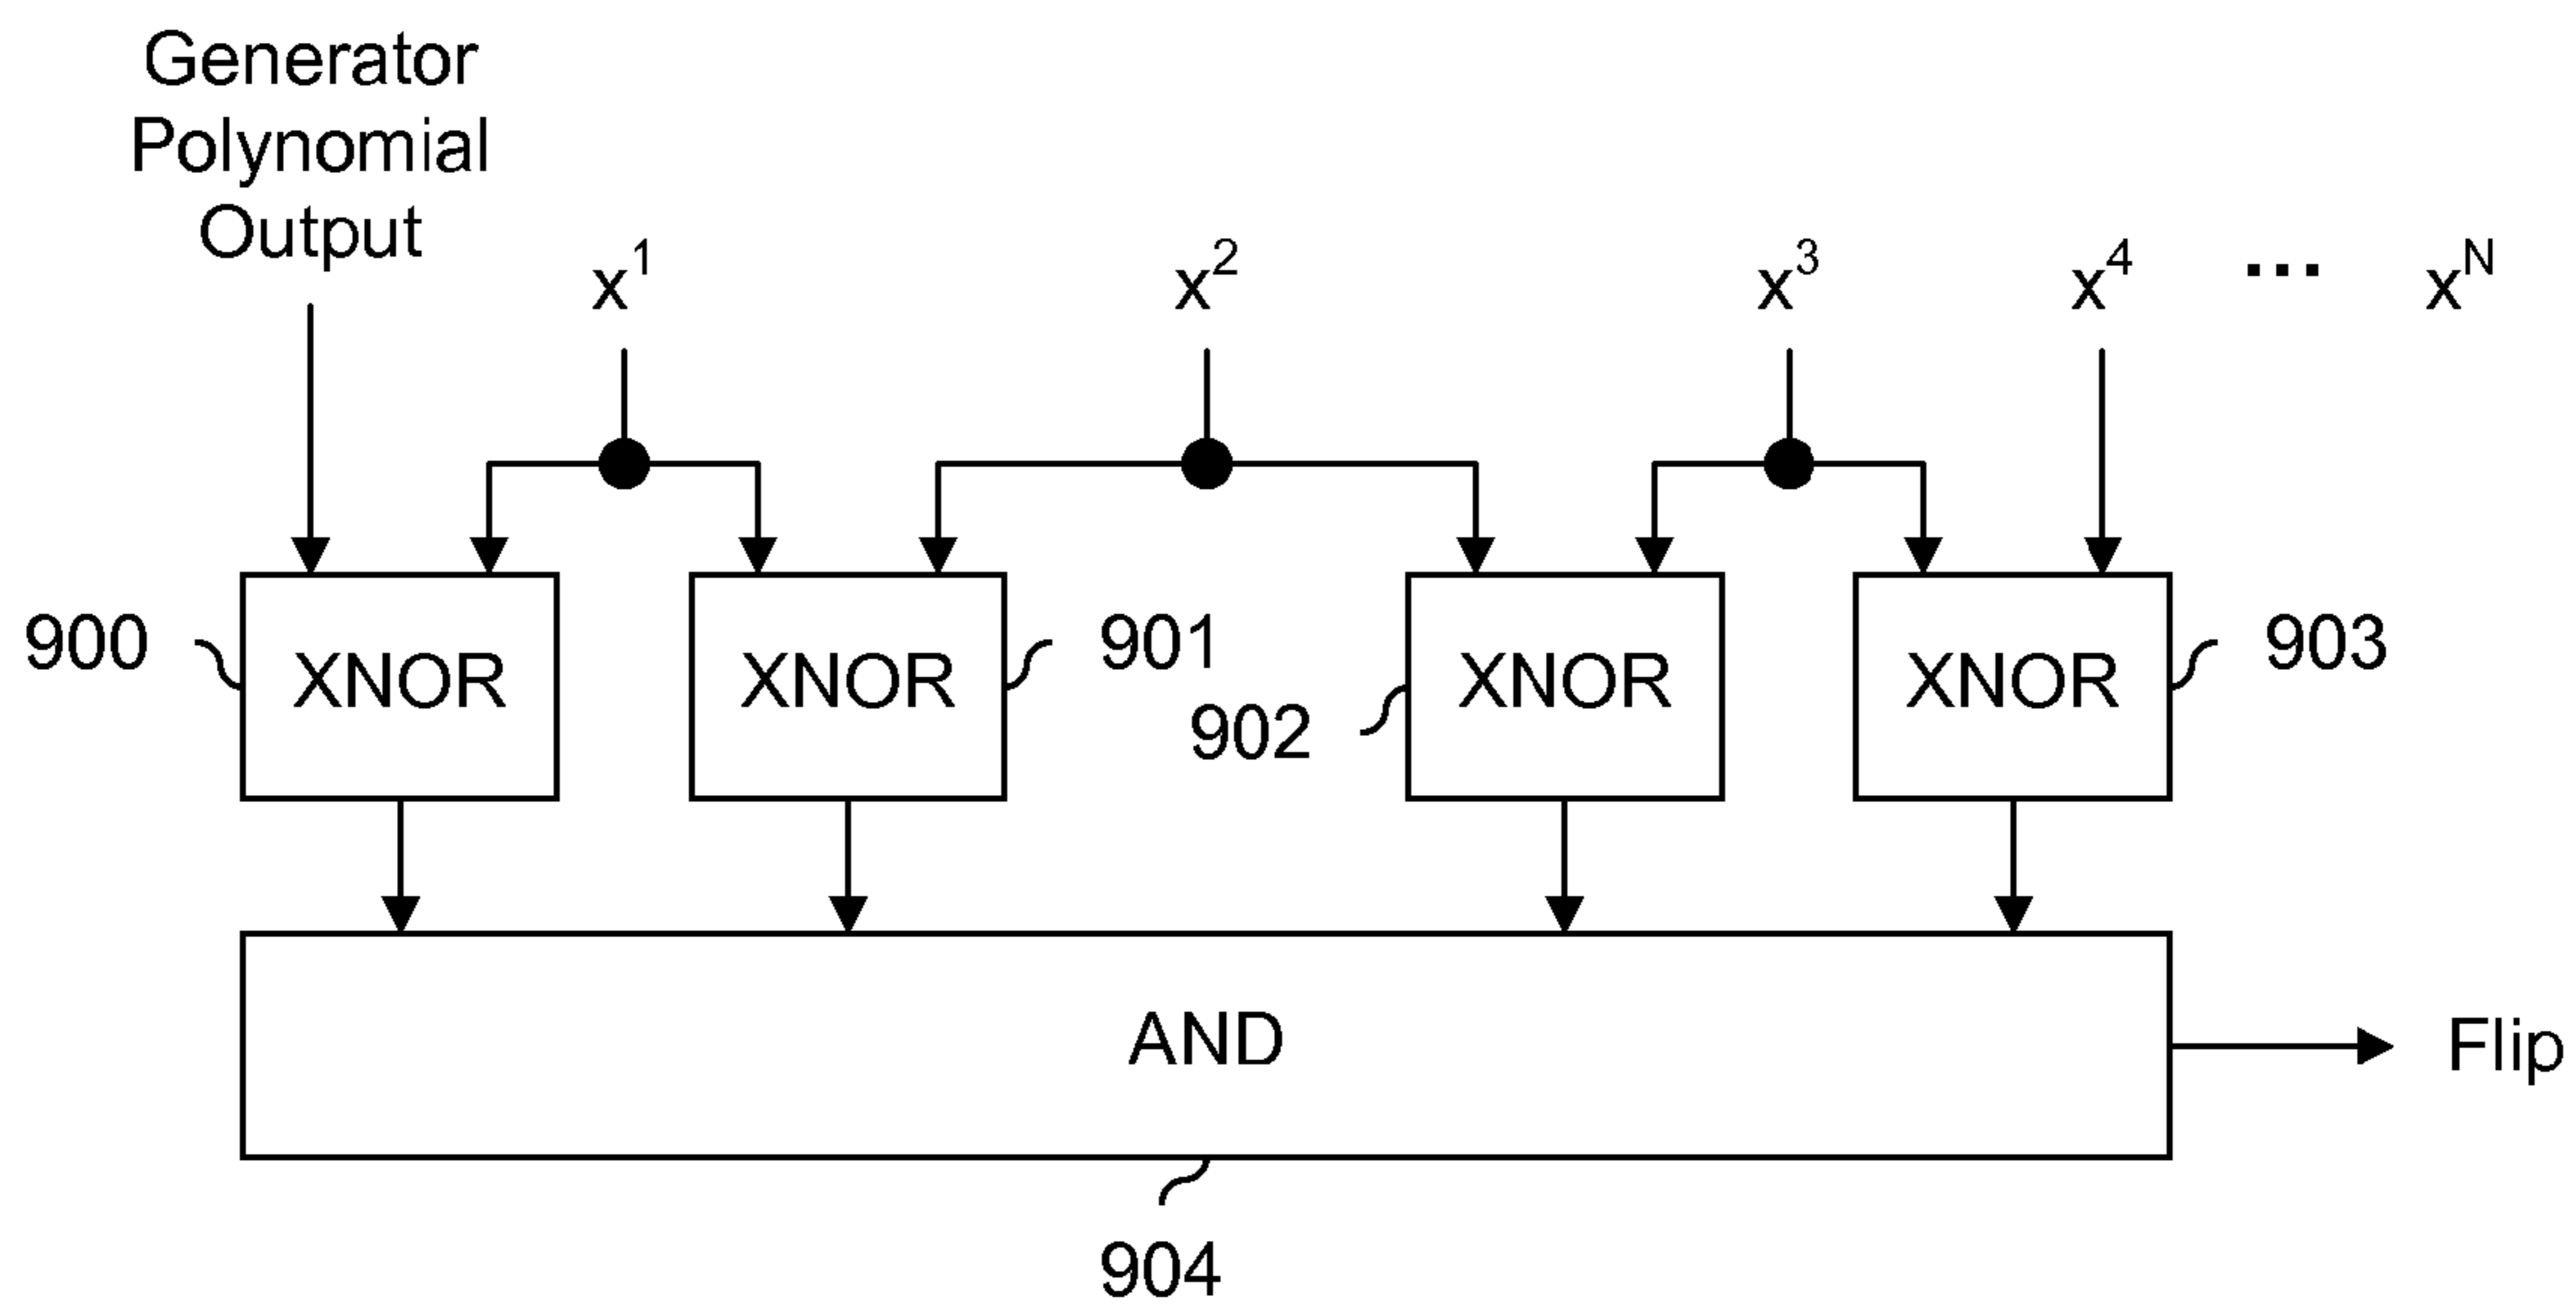 Generator
Polynomial
Output
x¹ x² x³ x⁴ ... xᴺ
900 XNOR XNOR 901 902 XNOR XNOR 903
AND
Flip
904